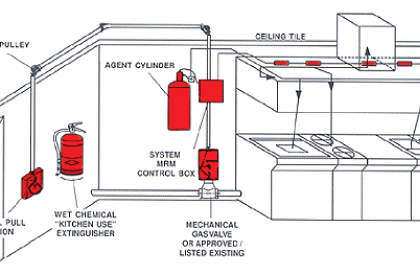 PULLEY
CEILING TILE
AGENT CYLINDER
SYSTEM
MRM
CONTROL BOX
PULL
WET CHEMICAL
"KITCHEN USE"
EXTINGUISHER
MECHANICAL
GASVALVE
OR APPROVED /
LISTED EXISTING